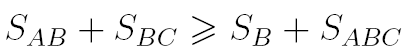 S_{AB} + S_{BC} ⩾ S_B + S_{ABC}